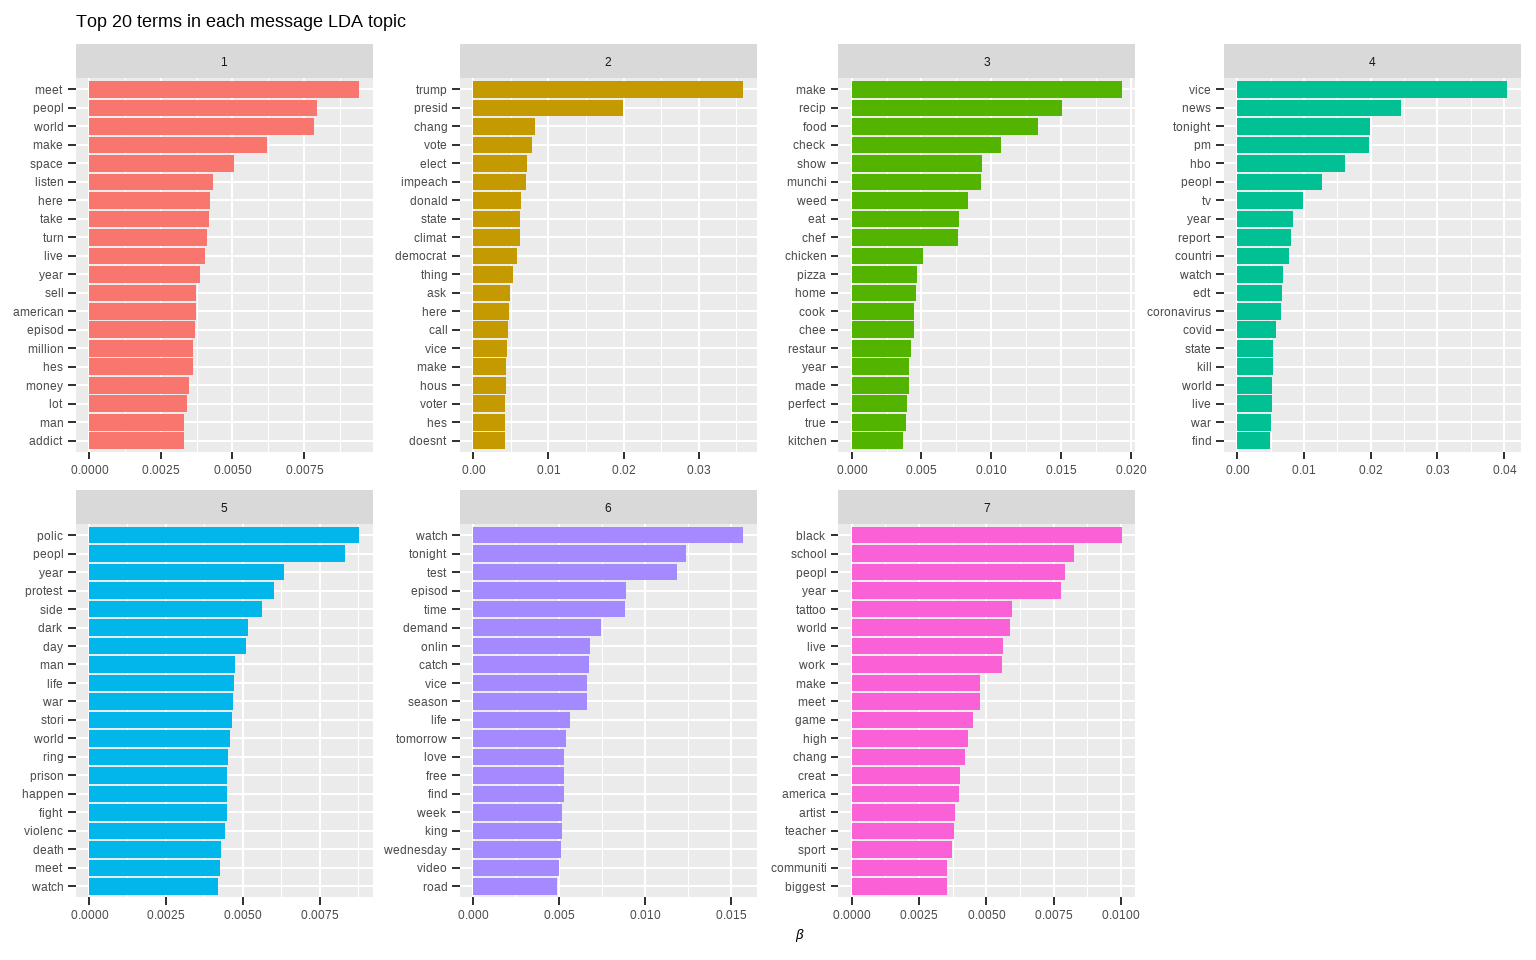 Top 20 terms in each message LDA topic
1
meet
peopl
world
make
space
listen
here
take
turn
live
year
sell
american
episod
million
hes
money
lot
man
addict
0.0000 0.0025 0.0050 0.0075
2
trump
presid
chang
vote
elect
impeach
donald
state
climat
democrat
thing
ask
here
call
vice
make
hous
voter
hes
doesnt
0.00 0.01 0.02 0.03
3
make
recip
food
check
show
munchi
weed
eat
chef
chicken
pizza
home
cook
chee
restaur
year
made
perfect
true
kitchen
0.000 0.005 0.010 0.015 0.020
4
vice
news
tonight
pm
hbo
peopl
tv
year
report
countri
watch
edt
coronavirus
covid
state
kill
world
live
war
find
0.00 0.01 0.02 0.03 0.04
5
polic
peopl
year
protest
side
dark
day
man
life
war
stori
world
ring
prison
happen
fight
violenc
death
meet
watch
0.0000 0.0025 0.0050 0.0075
6
watch
tonight
test
episod
time
demand
onlin
catch
vice
season
life
tomorrow
love
free
find
week
king
wednesday
video
road
0.000 0.005 0.010 0.015
7
black
school
peopl
year
tattoo
world
live
work
make
meet
game
high
chang
creat
america
artist
teacher
sport
communiti
biggest
0.0000 0.0025 0.0050 0.0075 0.0100
β